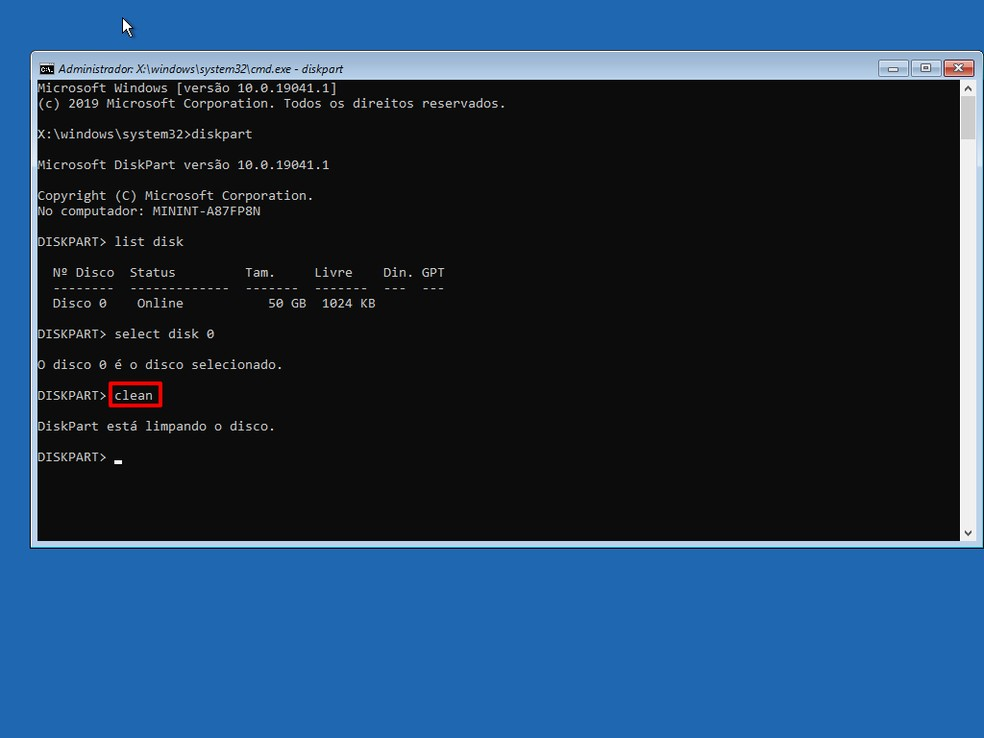 Administrador: X:\windows\system32\cmd.exe - diskpart
Microsoft Windows [versão 10.0.19041.1]
(c) 2019 Microsoft Corporation. Todos os direitos reservados.
X:\windows\system32>diskpart
Microsoft DiskPart versão 10.0.19041.1
Copyright (C) Microsoft Corporation.
No computador: MININT-A87FP8N
DISKPART> list disk
Nº Disco  Status         Tam.     Livre    Din. GPT
--------  -------------  -------  -------  ---  ---
Disco 0    Online           50 GB  1024 KB
DISKPART> select disk 0
O disco 0 é o disco selecionado.
DISKPART> clean
DiskPart está limpando o disco.
DISKPART> _